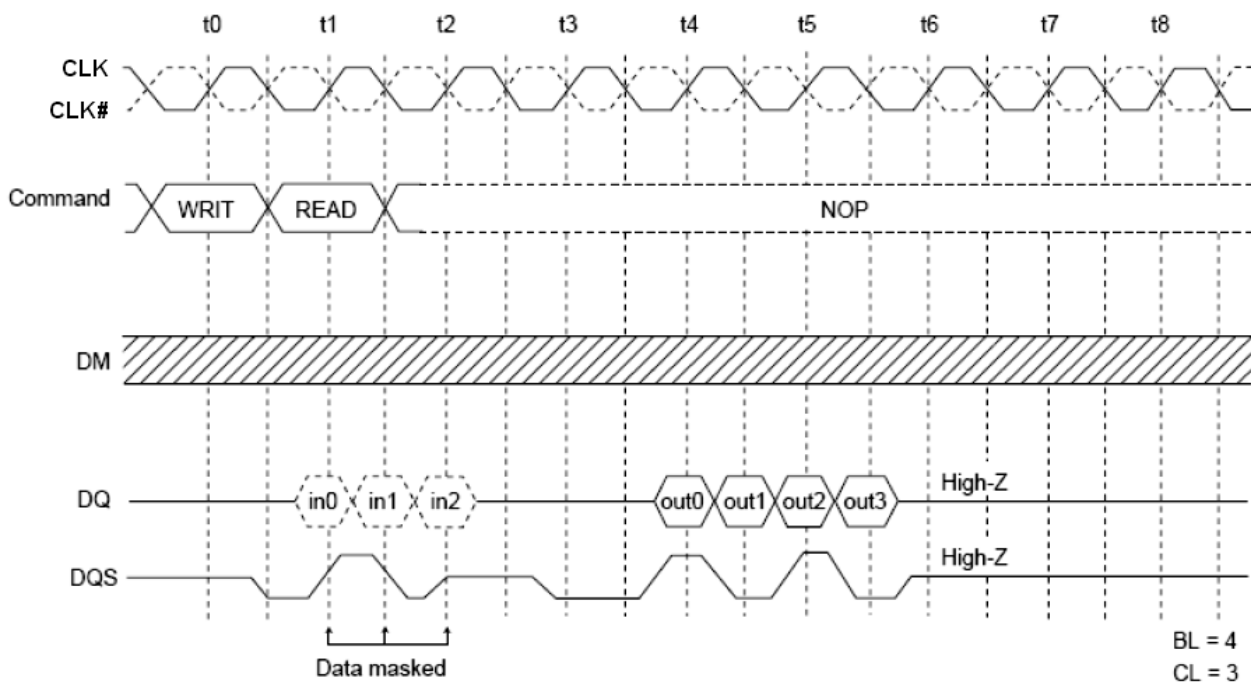 t0 t1 t2 t3 t4 t5 t6 t7 t8
CLK
CLK#
Command WRIT READ NOP
DM
DQ in0 in1 in2 out0 out1 out2 out3 High-Z
DQS High-Z
Data masked
BL = 4
CL = 3